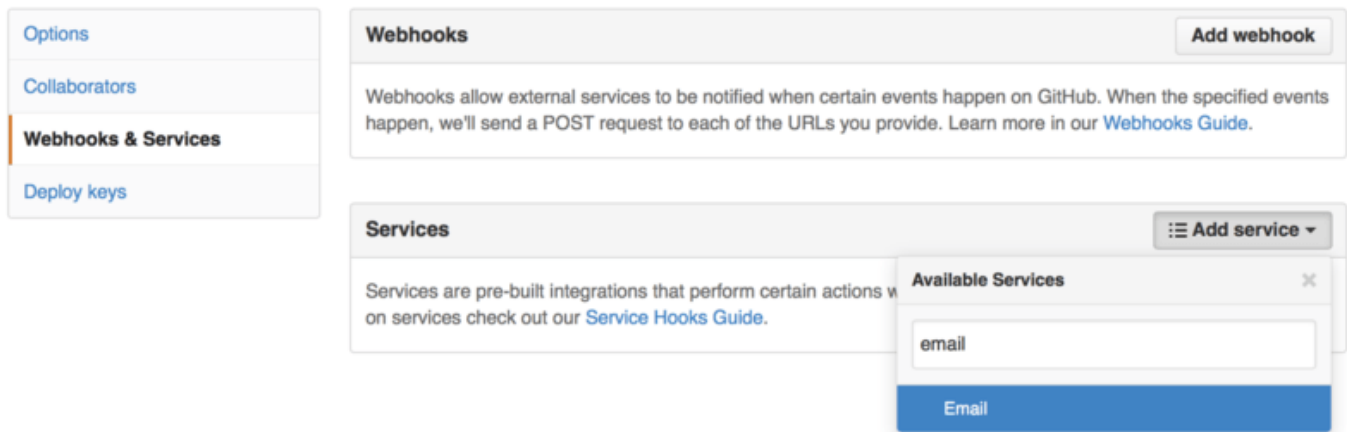 Options
Collaborators
Webhooks & Services
Deploy keys
Webhooks
Add webhook
Webhooks allow external services to be notified when certain events happen on GitHub. When the specified events
happen, we'll send a POST request to each of the URLs you provide. Learn more in our Webhooks Guide.
Services
Add service
Services are pre-built integrations that perform certain actions
on services check out our Service Hooks Guide.
Available Services
email
Email